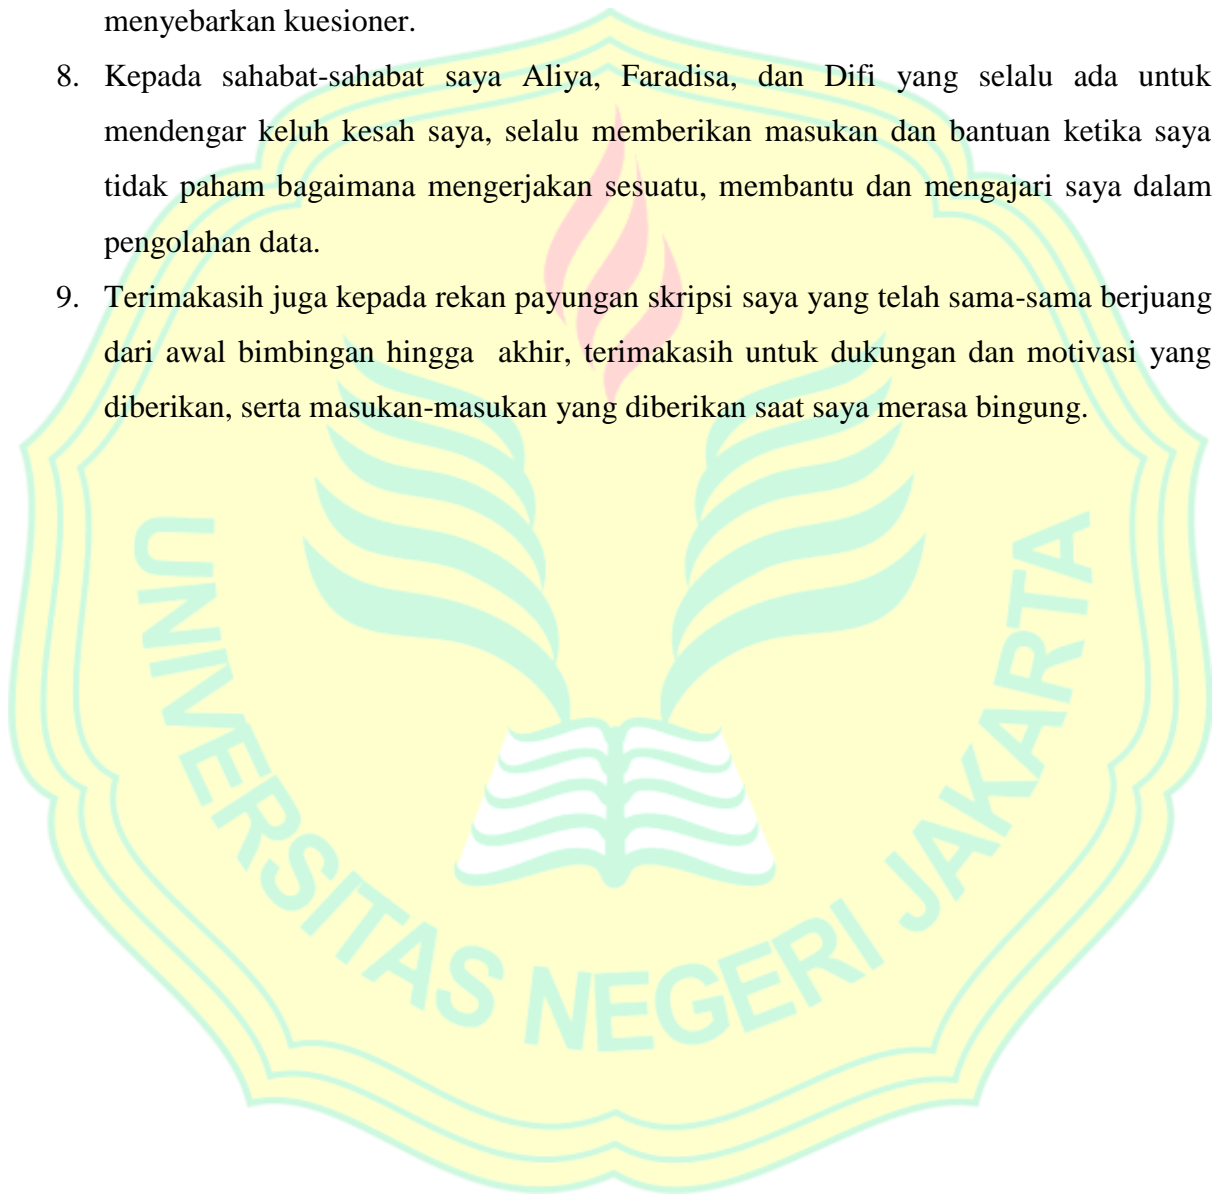 menyebarkan kuesioner.
8. Kepada sahabat-sahabat saya Aliya, Faradisa, dan Difi yang selalu ada untuk
mendengar keluh kesah saya, selalu memberikan masukan dan bantuan ketika saya
tidak paham bagaimana mengerjakan sesuatu, membantu dan mengajari saya dalam
pengolahan data.
9. Terimakasih juga kepada rekan payungan skripsi saya yang telah sama-sama berjuang
dari awal bimbingan hingga akhir, terimakasih untuk dukungan dan motivasi yang
diberikan, serta masukan-masukan yang diberikan saat saya merasa bingung.
UNIVERSITAS NEGERI JAKARTA